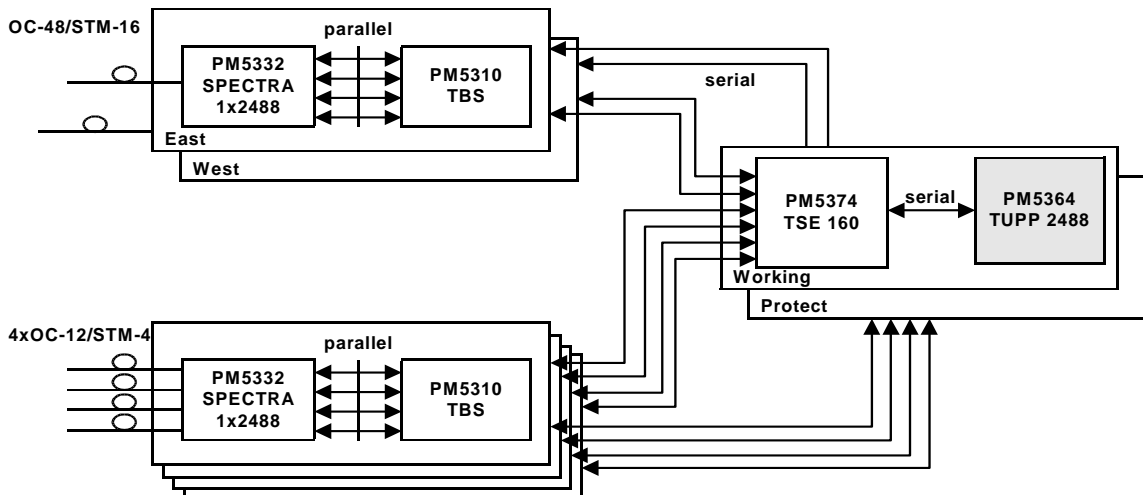 OC-48/STM-16
parallel
PM5332
SPECTRA
1x2488
PM5310
TBS
East
West
serial
PM5374
TSE 160
serial
PM5364
TUPP 2488
Working
Protect
4xOC-12/STM-4
parallel
PM5332
SPECTRA
1x2488
PM5310
TBS